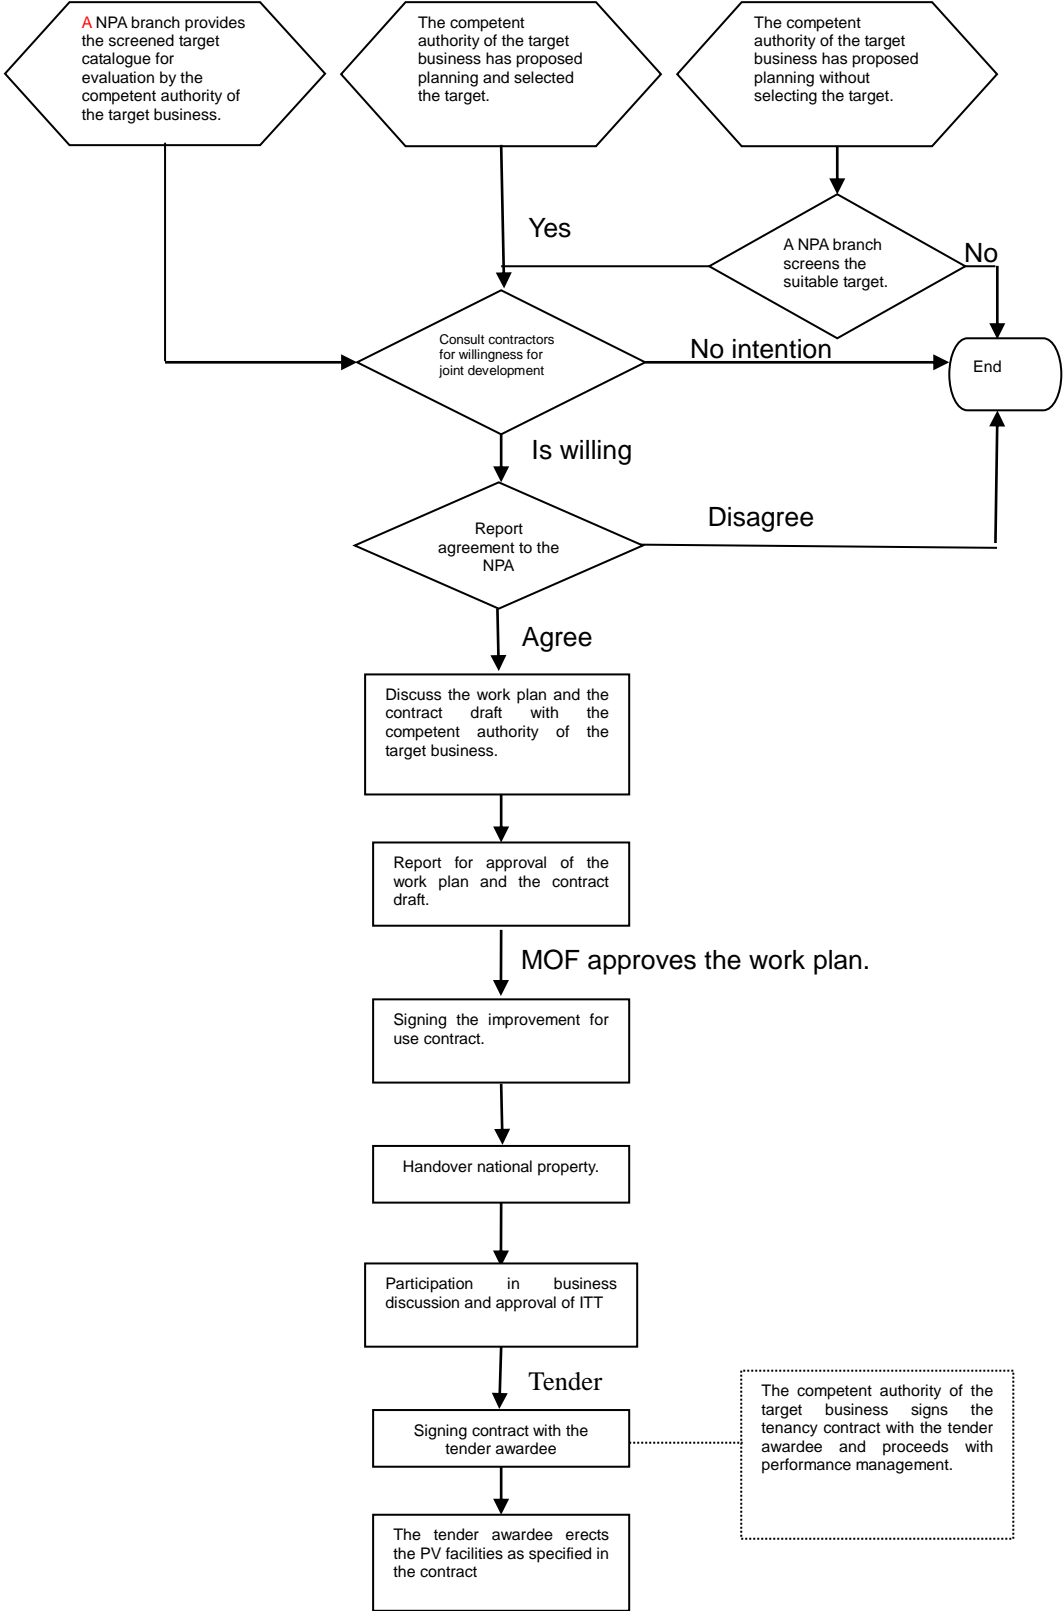 A NPA branch provides
the screened target
catalogue for
evaluation by the
competent authority of
the target business.
The competent
authority of the target
business has proposed
planning and selected
the target.
The competent
authority of the target
business has proposed
planning without
selecting the target.
Yes
A NPA branch
screens the
suitable target.
No
Consult contractors
for willingness for
joint development
No intention
End
Is willing
Report
agreement to the
NPA
Disagree
Agree
Discuss the work plan and the
contract draft with the
competent authority of the
target business.
Report for approval of the
work plan and the contract
draft.
MOF approves the work plan.
Signing the improvement for
use contract.
Handover national property.
Participation in business
discussion and approval of ITT
Tender
Signing contract with the
tender awardee
The competent authority of the
target business signs the
tenancy contract with the tender
awardee and proceeds with
performance management.
The tender awardee erects
the PV facilities as specified in
the contract